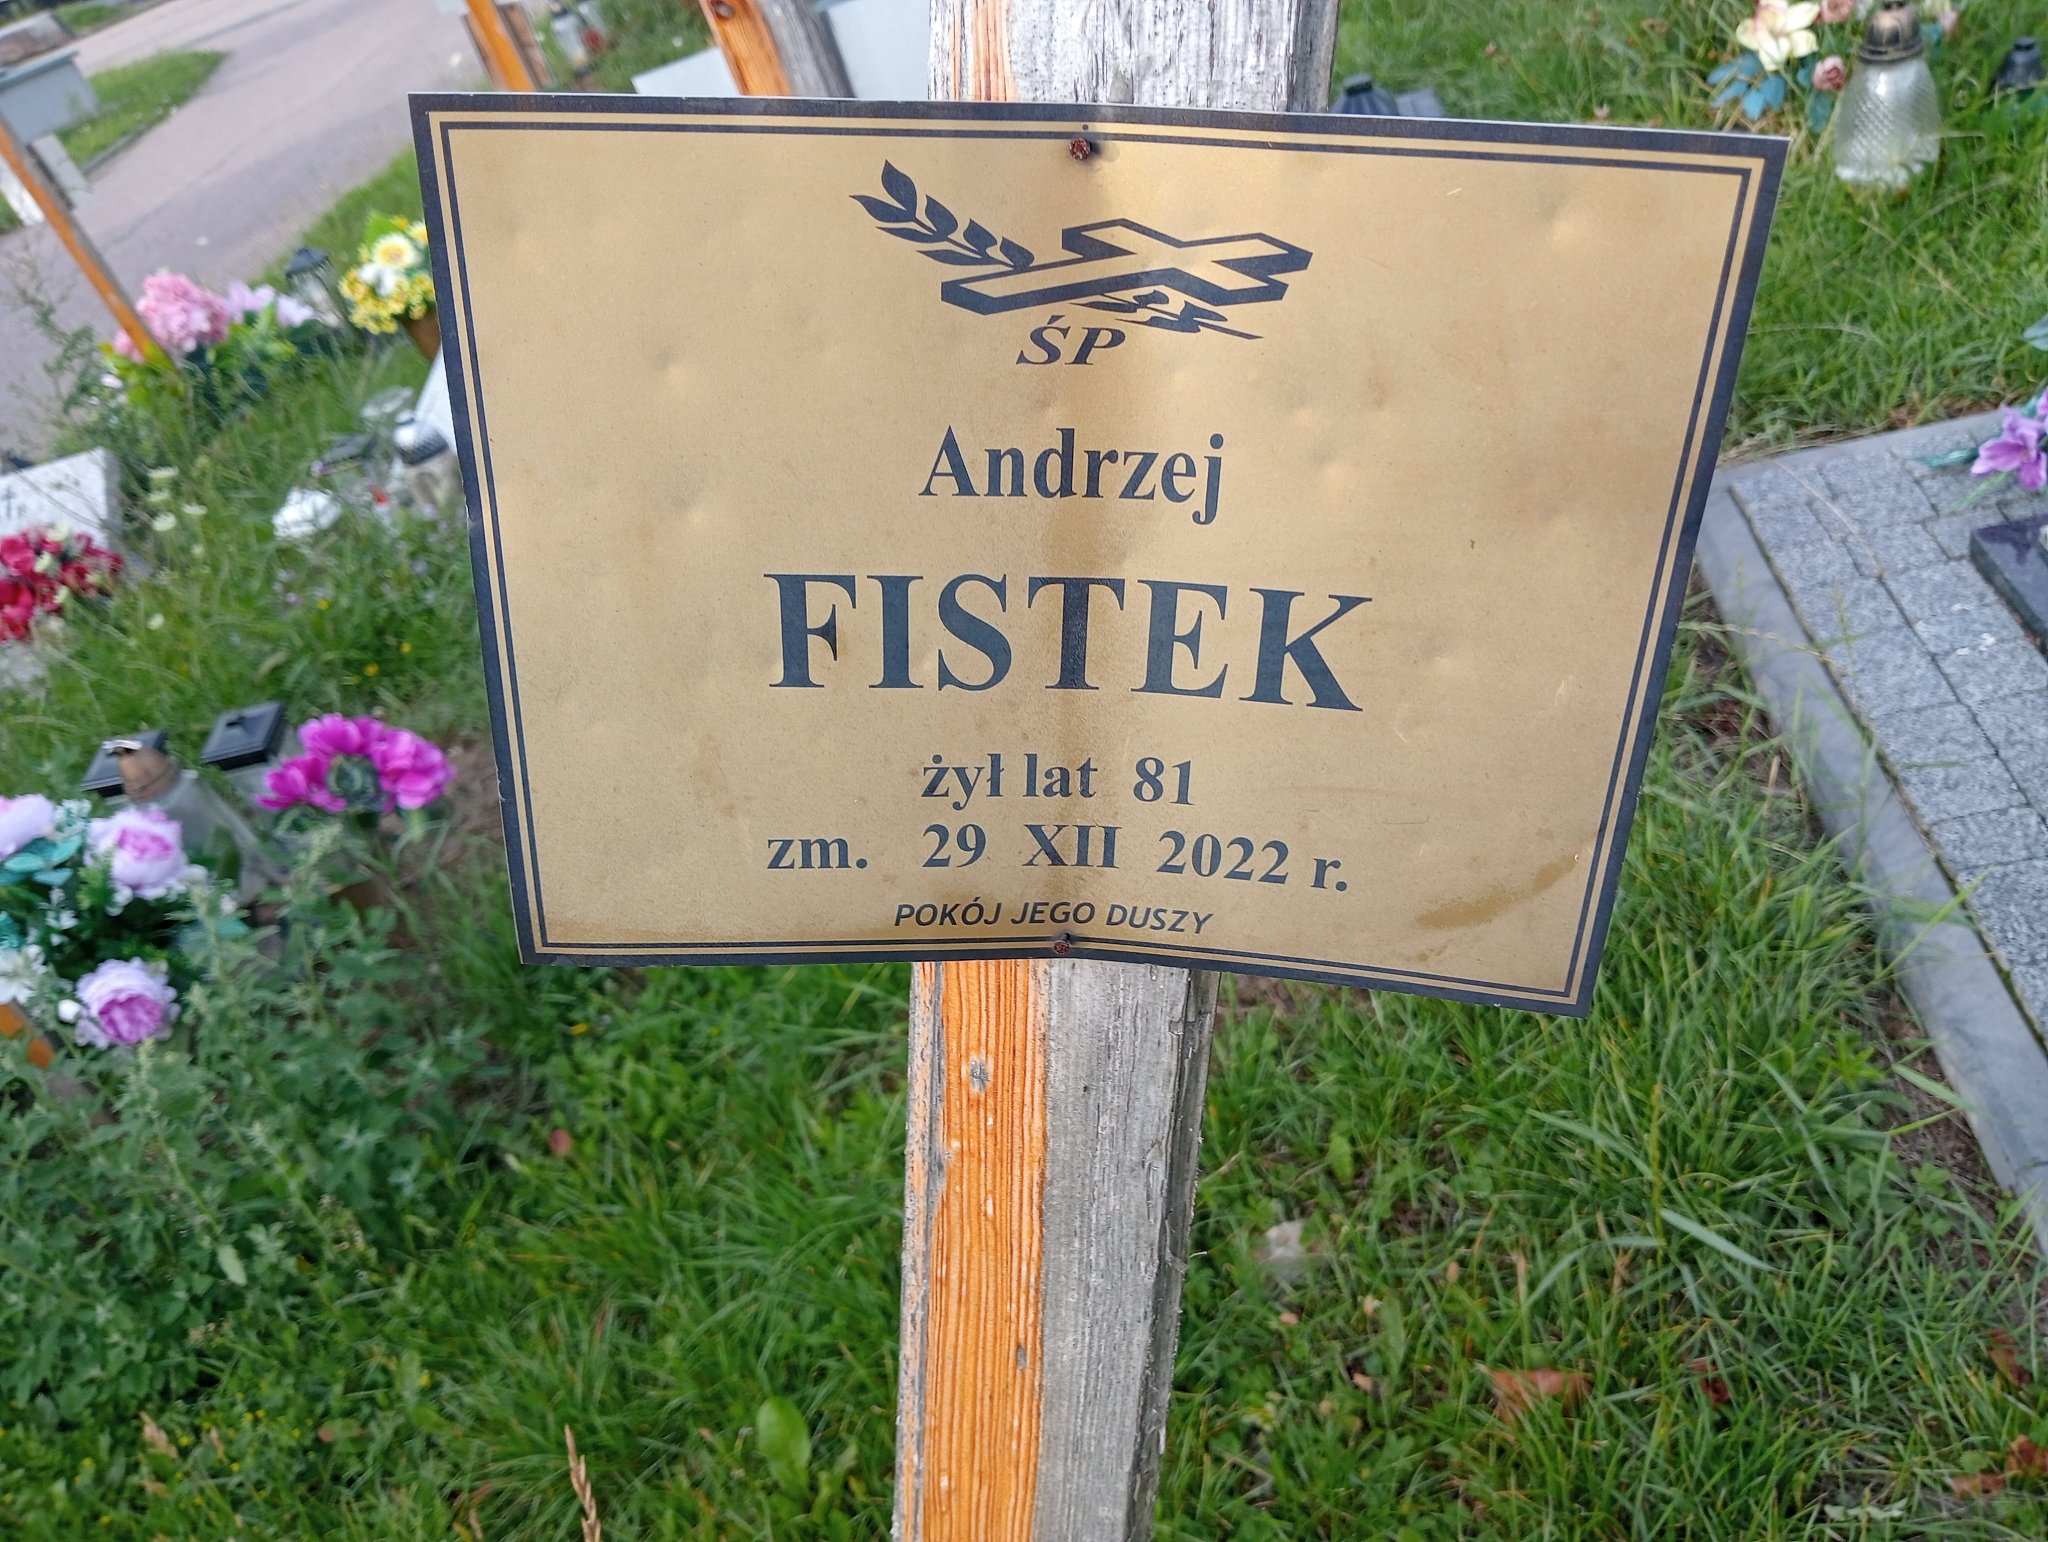 ŚP
Andrzej
FISTEK
żył lat 81
zm. 29 XII 2022 r.
POKÓJ JEGO DUSZY